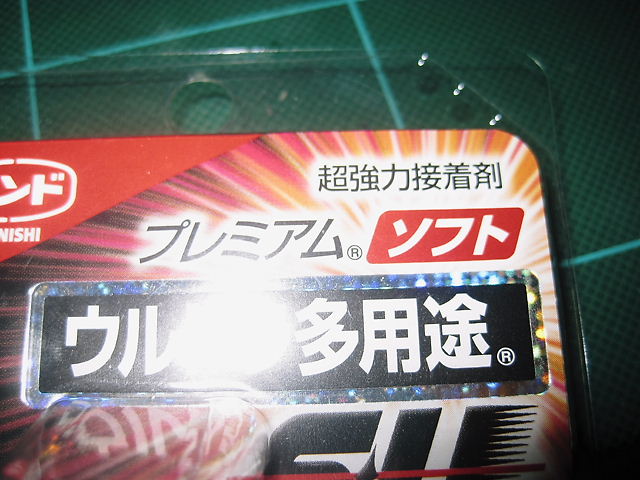 超強力接着剤
ンド
NISHI
プレミアム® ソフト
ウル 多用途®
SU